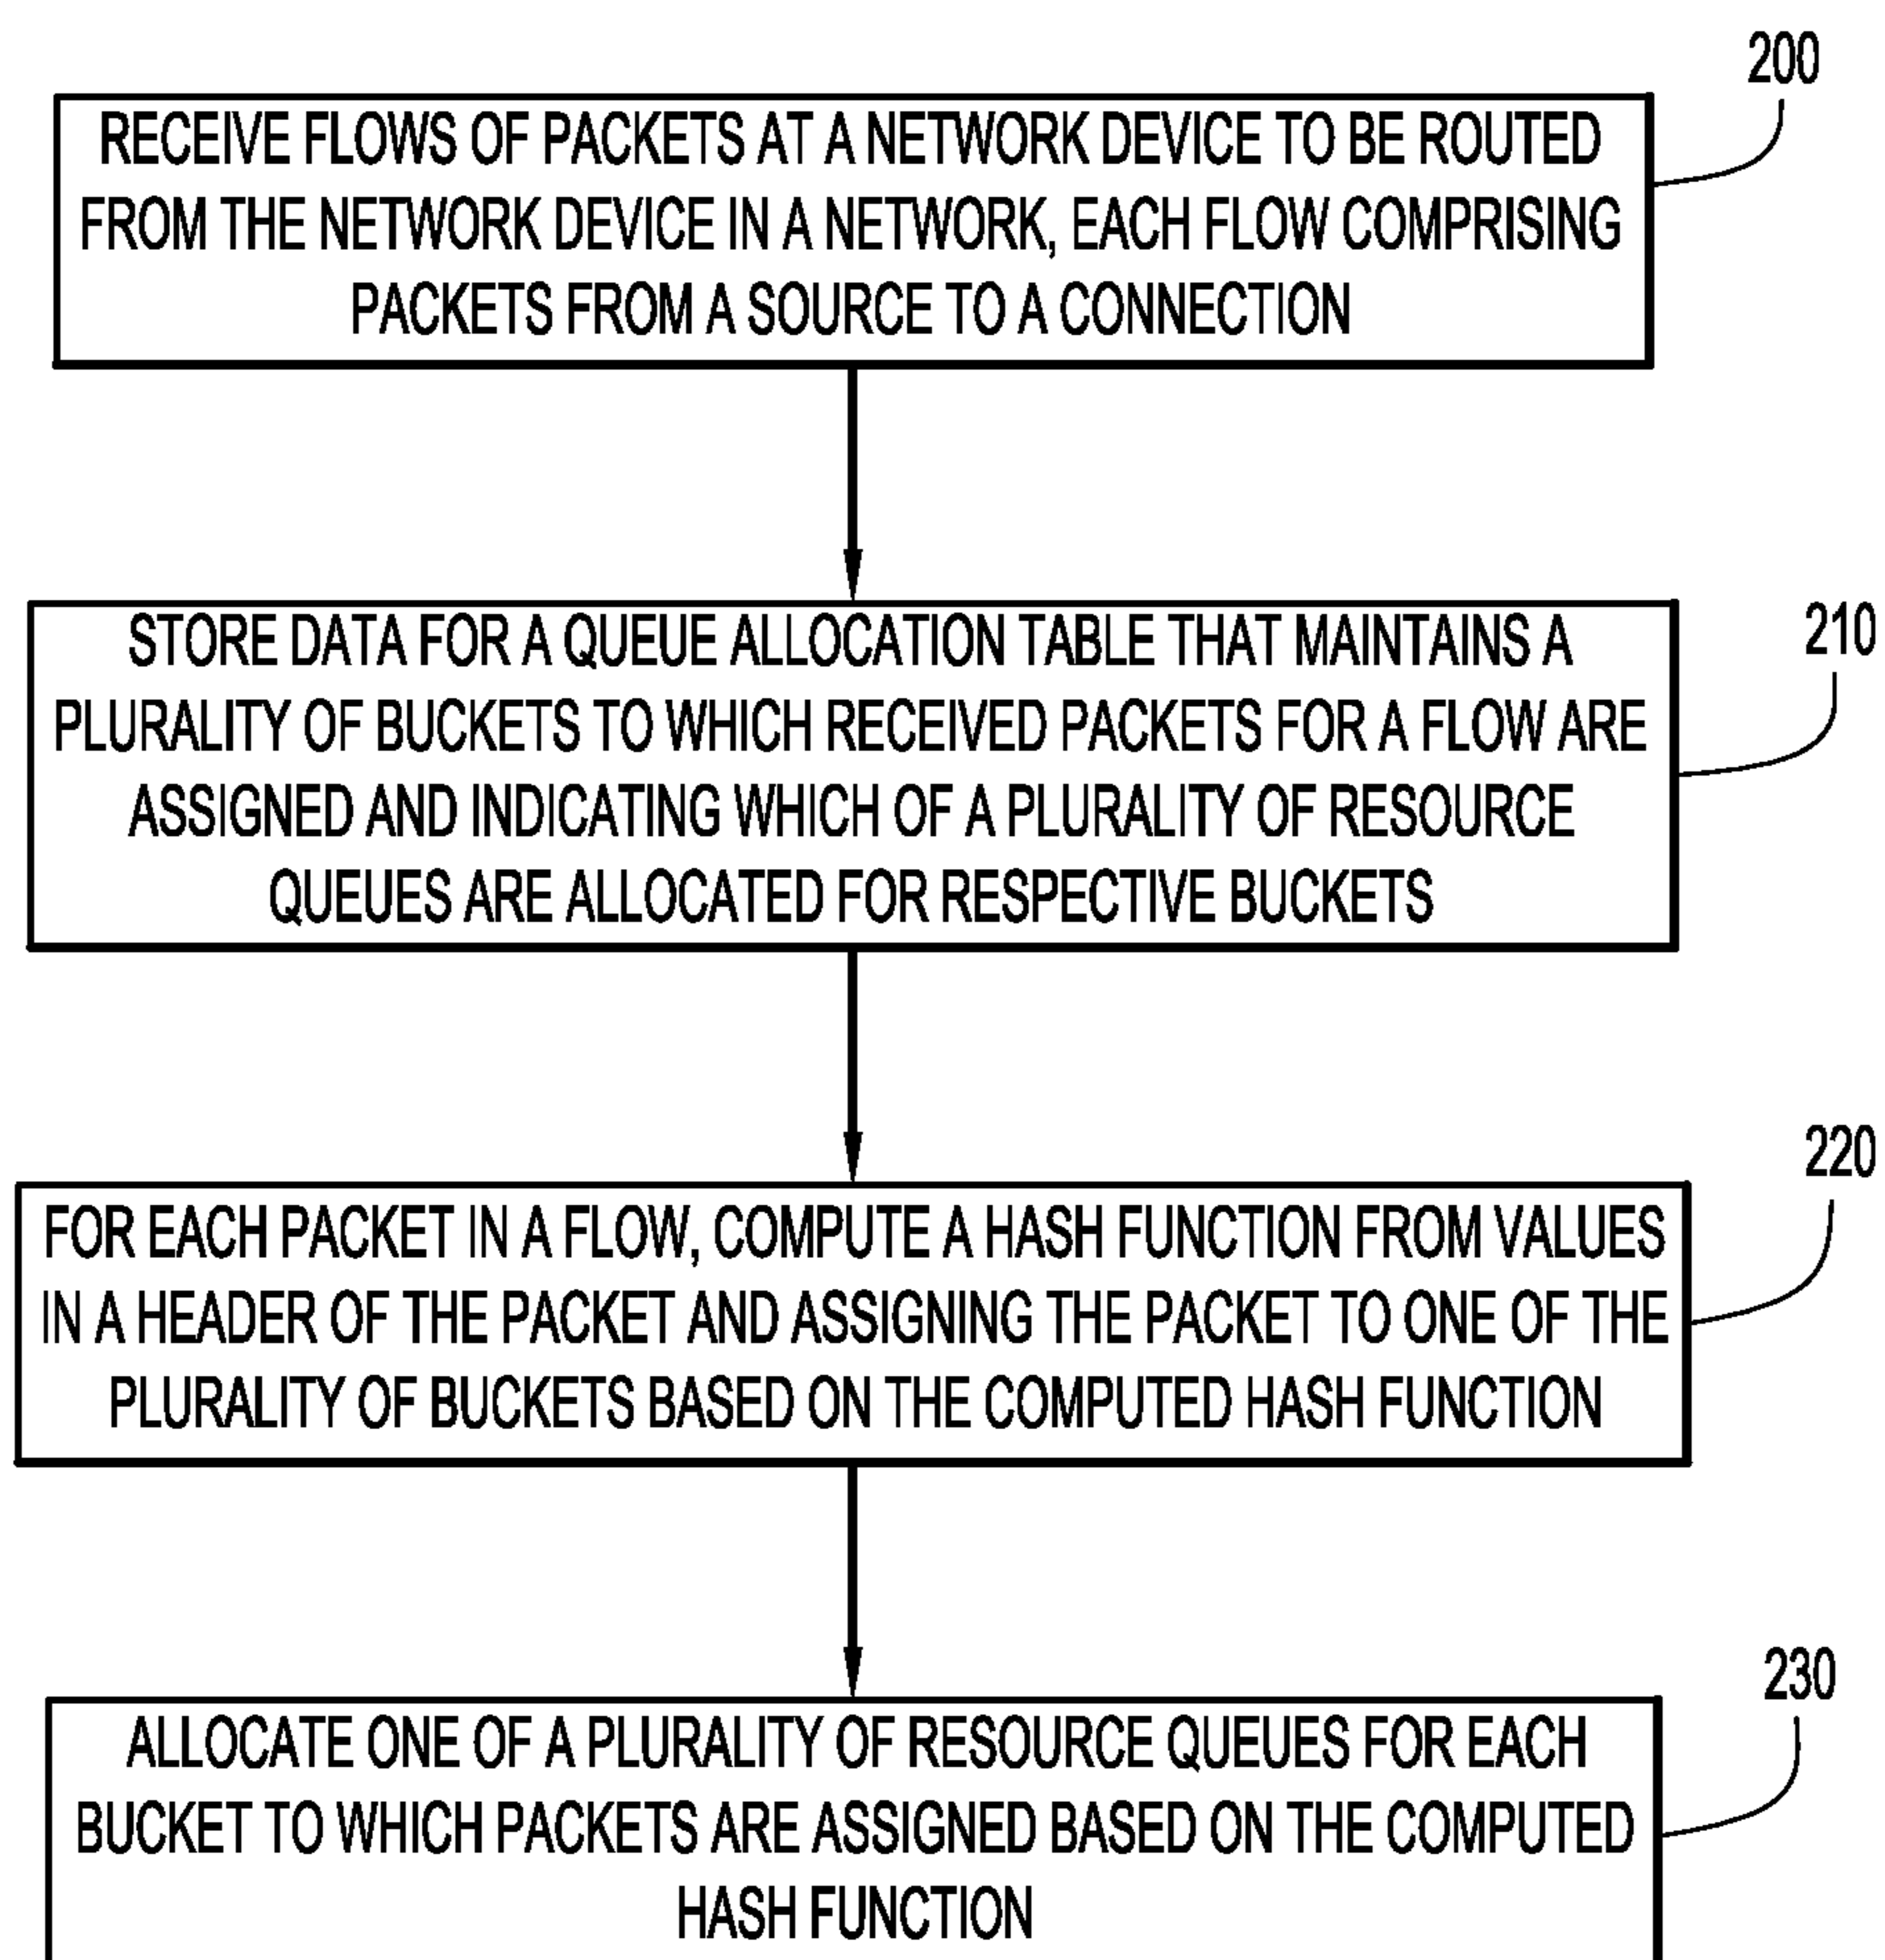 200
RECEIVE FLOWS OF PACKETS AT A NETWORK DEVICE TO BE ROUTED
FROM THE NETWORK DEVICE IN A NETWORK, EACH FLOW COMPRISING
PACKETS FROM A SOURCE TO A CONNECTION
210
STORE DATA FOR A QUEUE ALLOCATION TABLE THAT MAINTAINS A
PLURALITY OF BUCKETS TO WHICH RECEIVED PACKETS FOR A FLOW ARE
ASSIGNED AND INDICATING WHICH OF A PLURALITY OF RESOURCE
QUEUES ARE ALLOCATED FOR RESPECTIVE BUCKETS
220
FOR EACH PACKET IN A FLOW, COMPUTE A HASH FUNCTION FROM VALUES
IN A HEADER OF THE PACKET AND ASSIGNING THE PACKET TO ONE OF THE
PLURALITY OF BUCKETS BASED ON THE COMPUTED HASH FUNCTION
230
ALLOCATE ONE OF A PLURALITY OF RESOURCE QUEUES FOR EACH
BUCKET TO WHICH PACKETS ARE ASSIGNED BASED ON THE COMPUTED
HASH FUNCTION